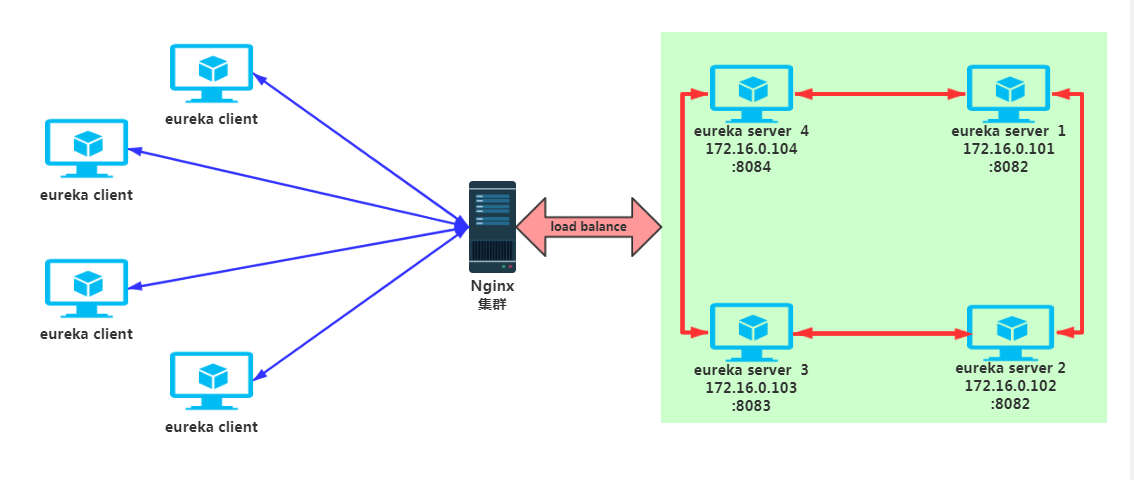 eureka client
eureka client
eureka client
eureka client
Nginx
集群
load balance
eureka server  4
172.16.0.104
:8084
eureka server  1
172.16.0.101
:8082
eureka server  3
172.16.0.103
:8083
eureka server 2
172.16.0.102
:8082